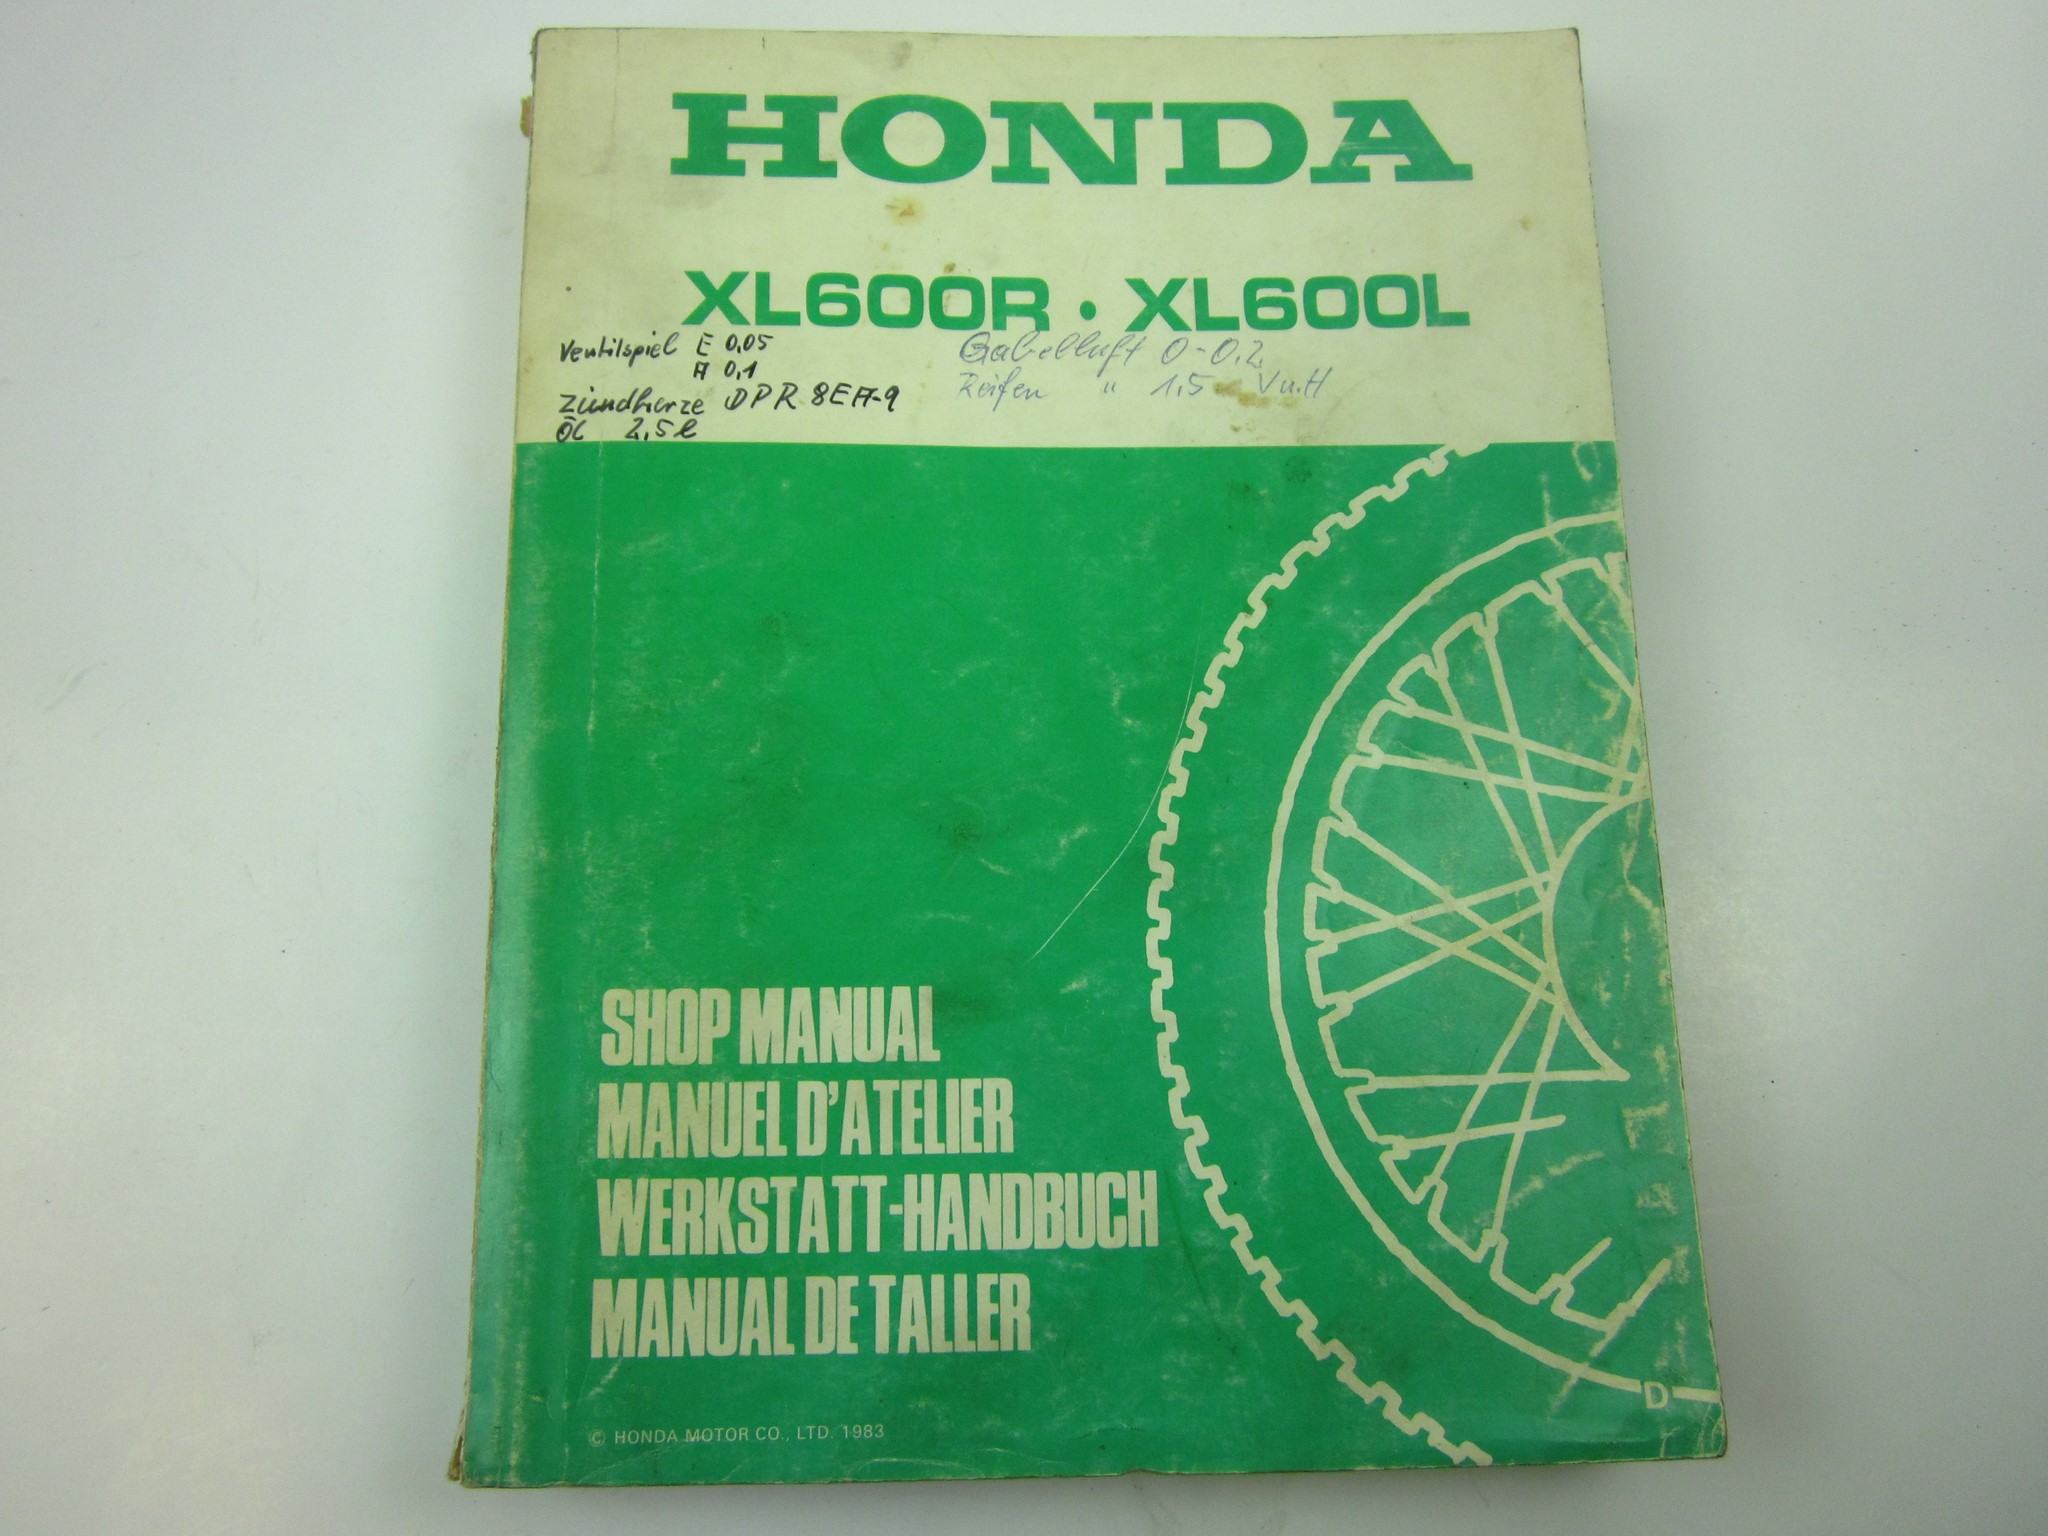 HONDA
XL600R · XL600L
Ventilspiel E 0,05
A 0,1
Zündkerze DPR 8EA-9
Öl 2,5 l
Gabelluft 0-0,2
Reifen " 1,5 V u. H
SHOP MANUAL
MANUEL D'ATELIER
WERKSTATT-HANDBUCH
MANUAL DE TALLER
D
© HONDA MOTOR CO., LTD. 1983